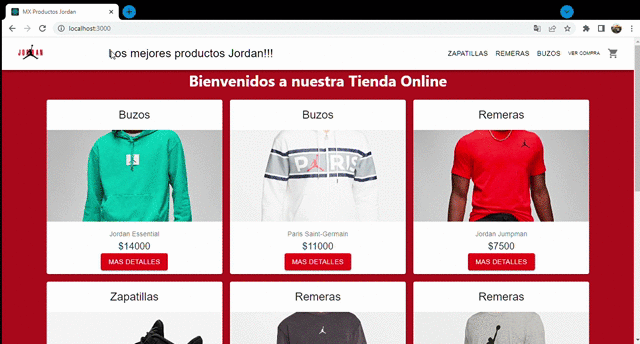 MX Productos Jordan
localhost:3000
JORDAN
Los mejores productos Jordan!!!
ZAPATILLAS REMERAS BUZOS VER COMPRA
Bienvenidos a nuestra Tienda Online
Buzos
PARIS
Jordan Essential
$14000
MAS DETALLES
Buzos
Paris Saint-Germain
$11000
MAS DETALLES
Remeras
Jordan Jumpman
$7500
MAS DETALLES
Zapatillas
Remeras
Remeras